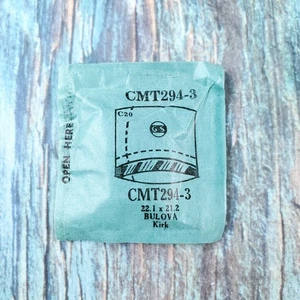 CMT294-3
C20
GS
OPEN HERE
CMT294-3
22.1 x 21.2
BULOVA
Kirk